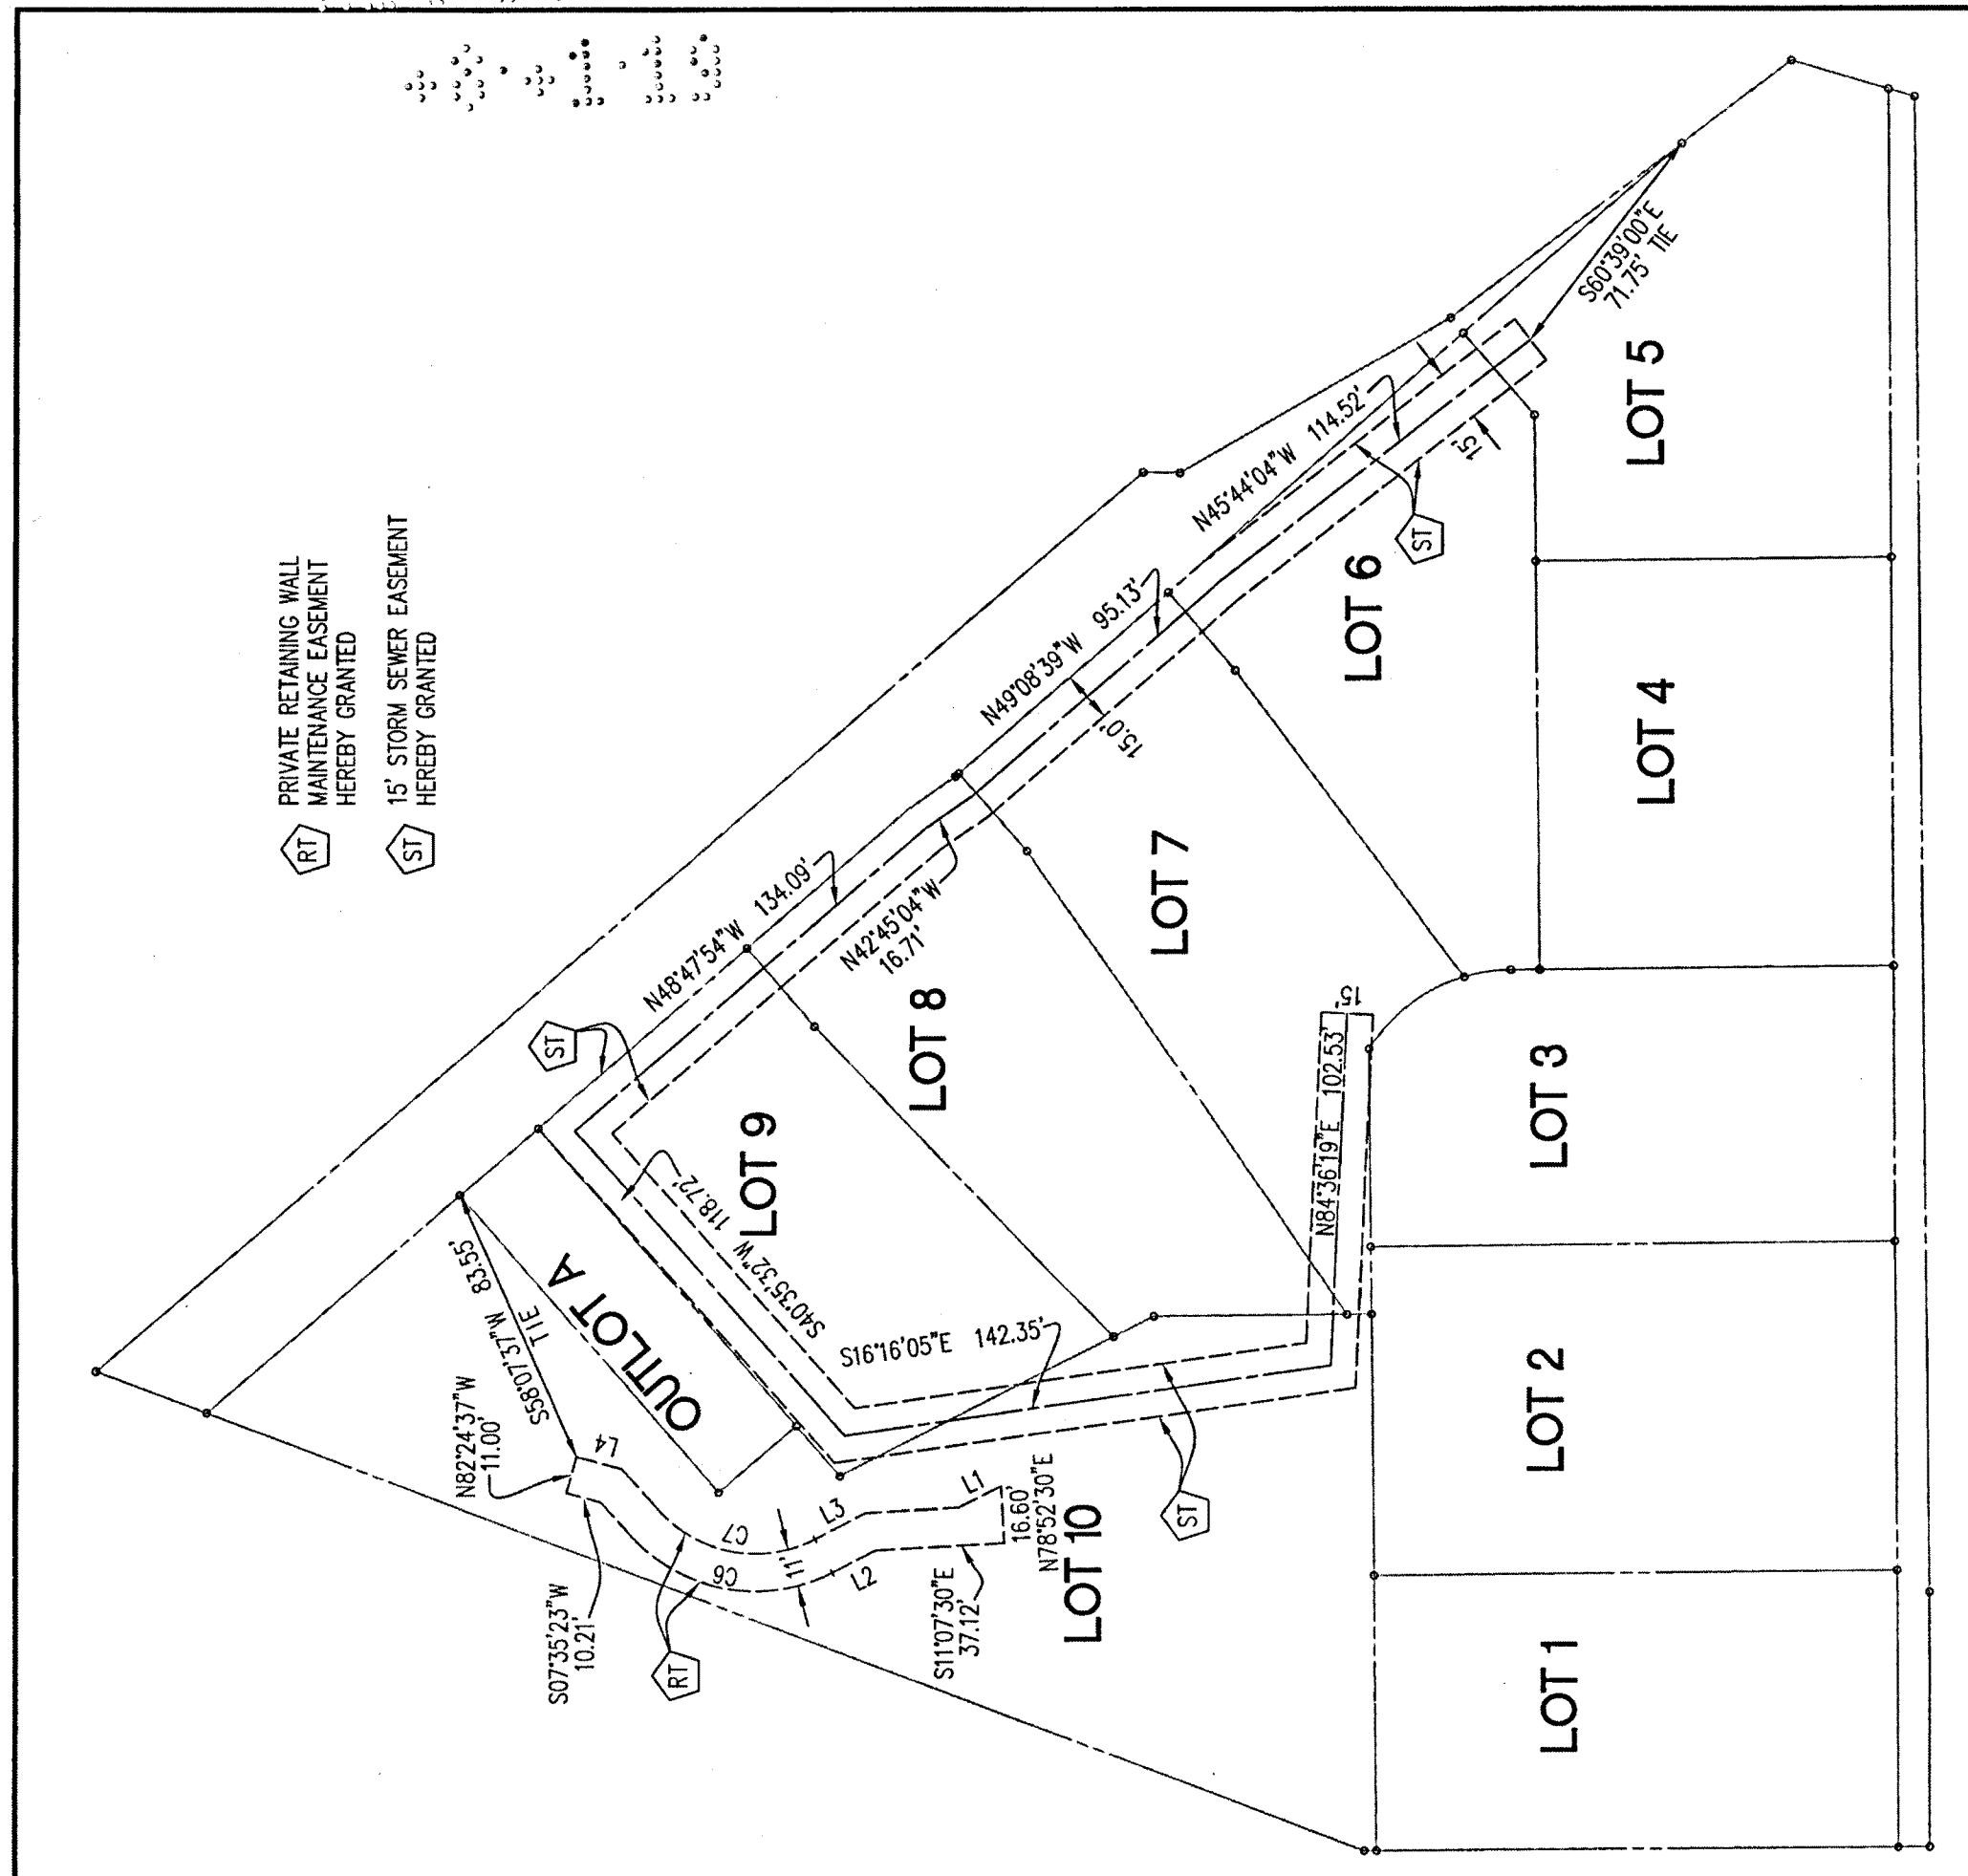 RT
PRIVATE RETAINING WALL
MAINTENANCE EASEMENT
HEREBY GRANTED
ST
15' STORM SEWER EASEMENT
HEREBY GRANTED
S60°39'00"E
71.75' TIE
LOT 5
N45°44'04"W 114.52'
15'
ST
LOT 6
N49°08'39"W 95.13'
15.0'
LOT 4
LOT 7
N48°47'54"W 134.09'
N42°45'04"W
16.71'
LOT 8
ST
15'
N84°36'19"E 102.53'
LOT 3
LOT 9
S40°35'32"W 118.72'
OUTLOT A
S58°07'37"W 83.55'
TIE
S16°16'05"E 142.35'
N82°24'37"W
11.00'
L4
LOT 2
L1
L3
C7
11'
C6
L2
16.60'
N78°52'30"E
LOT 10
ST
S11°07'30"E
37.12'
S07°35'23"W
10.21'
RT
LOT 1